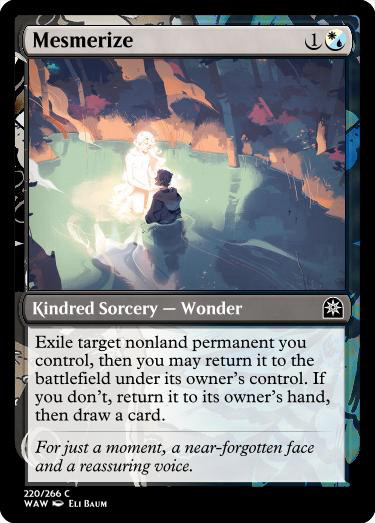 Mesmerize 1
Kindred Sorcery — Wonder
Exile target nonland permanent you
control, then you may return it to the
battlefield under its owner's control. If
you don't, return it to its owner's hand,
then draw a card.
For just a moment, a near-forgotten face
and a reassuring voice.
220/266 C
WAW Eli Baum